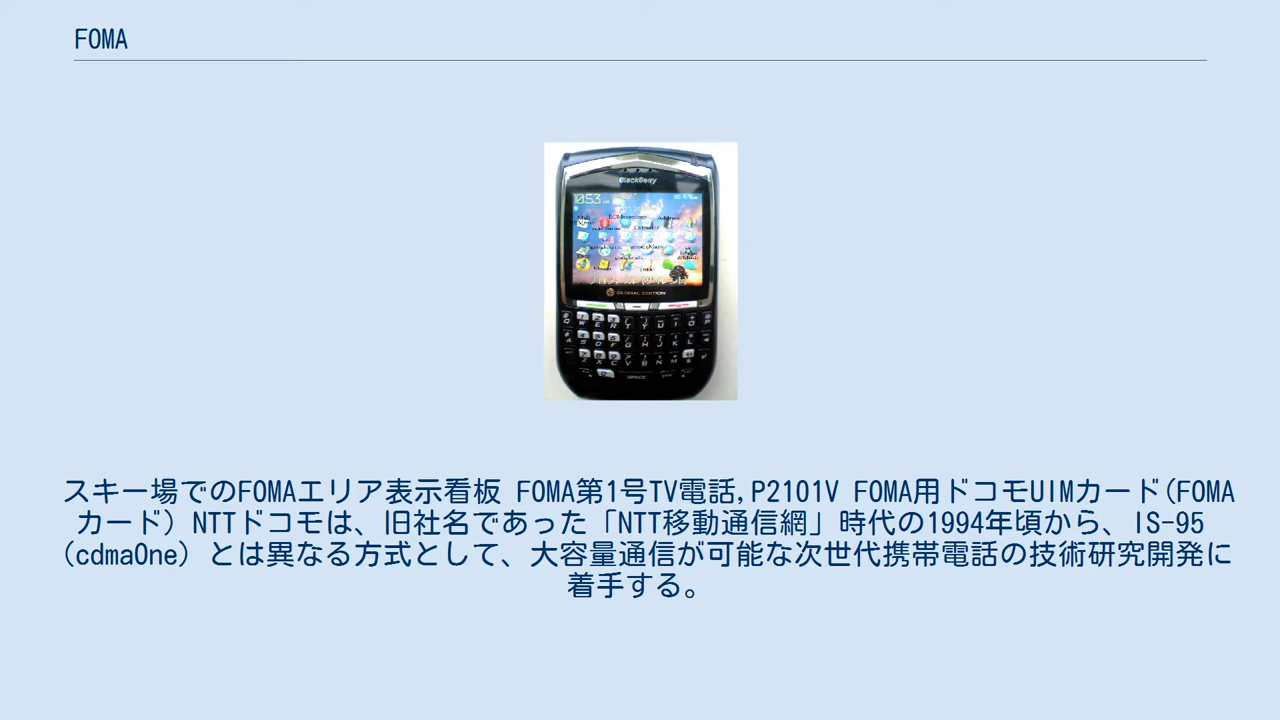 FOMA
BlackBerry
GLOBAL EDITION
SPACE
スキー場でのFOMAエリア表示看板 FOMA第1号TV電話,P2101V FOMA用ドコモUIMカード(FOMA
カード) NTTドコモは、旧社名であった「NTT移動通信網」時代の1994年頃から、IS-95
(cdmaOne) とは異なる方式として、大容量通信が可能な次世代携帯電話の技術研究開発に
着手する。